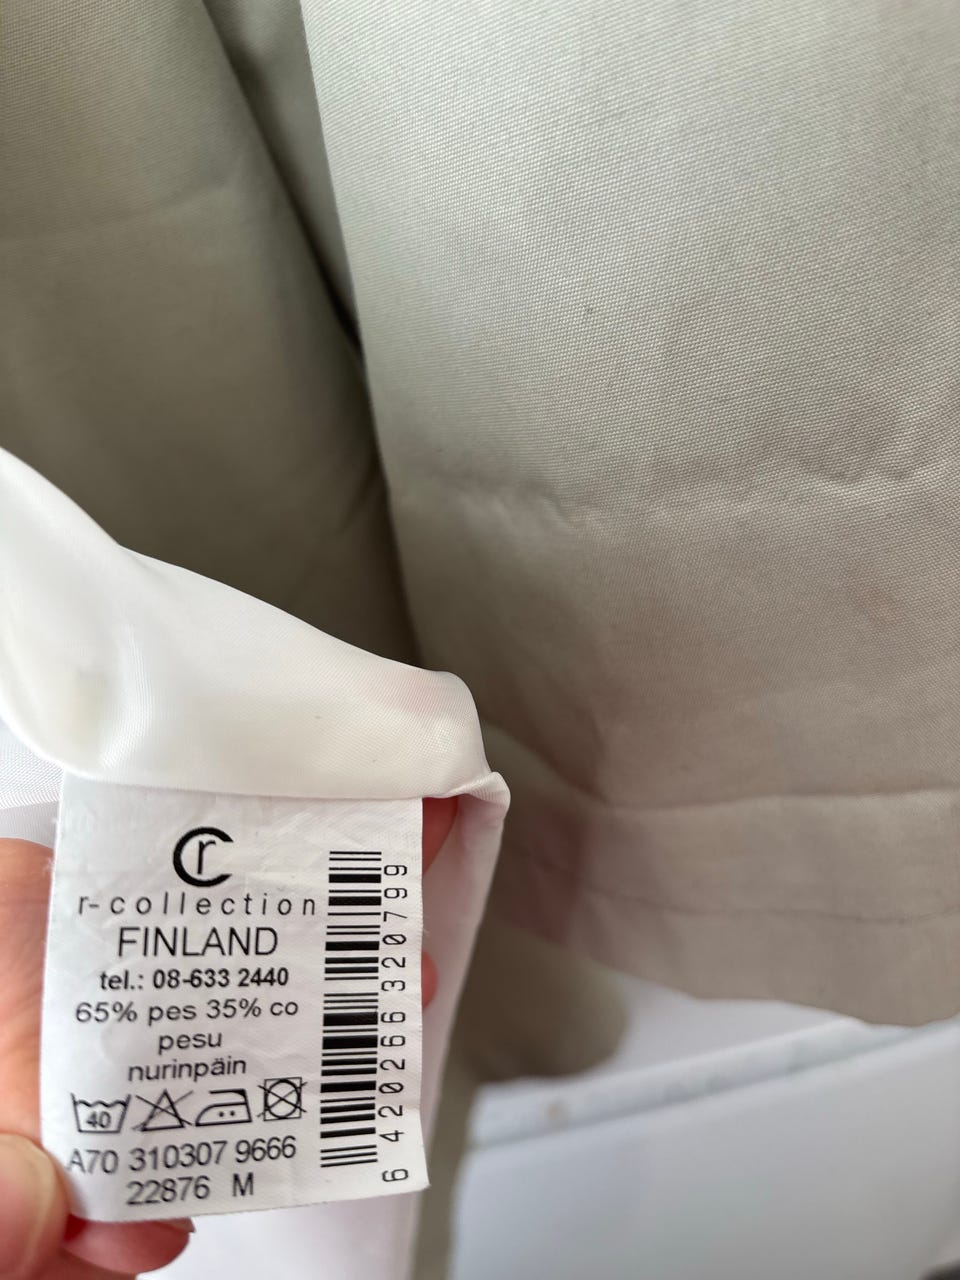 cr
r-collection
FINLAND
tel.: 08-633 2440
65% pes 35% co
pesu
nurinpäin
40
A70 310307 9666
22876 M
6 420266 320799